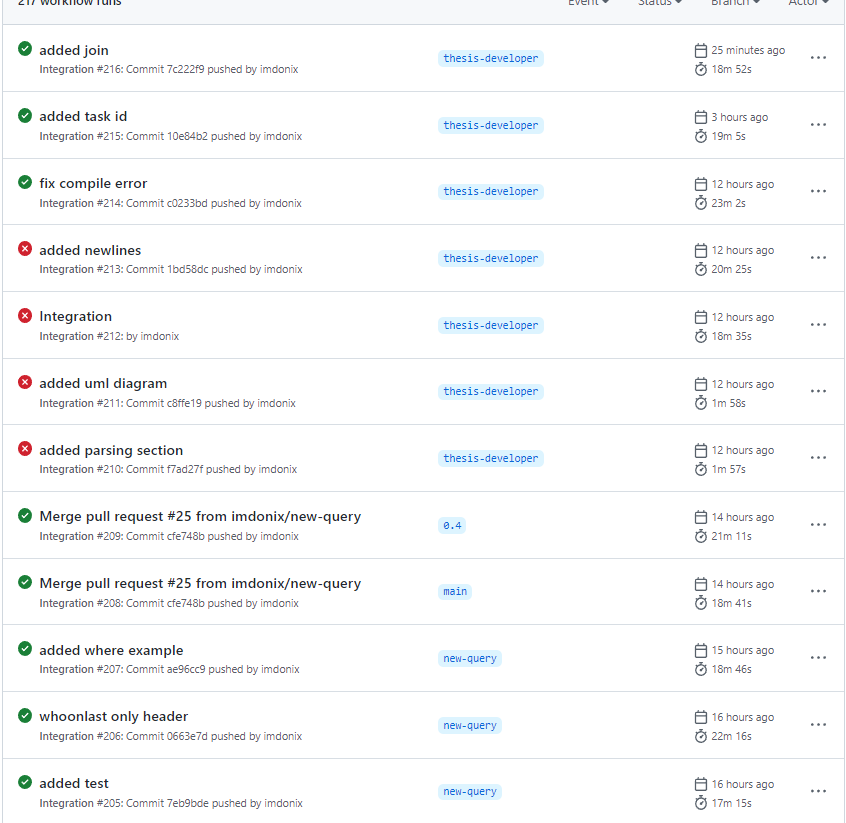 217 workflow runs
Event Status Branch Actor
added join
Integration #216: Commit 7c222f9 pushed by imdonix
thesis-developer
25 minutes ago
18m 52s
added task id
Integration #215: Commit 10e84b2 pushed by imdonix
thesis-developer
3 hours ago
19m 5s
fix compile error
Integration #214: Commit c0233bd pushed by imdonix
thesis-developer
12 hours ago
23m 2s
added newlines
Integration #213: Commit 1bd58dc pushed by imdonix
thesis-developer
12 hours ago
20m 25s
Integration
Integration #212: by imdonix
thesis-developer
12 hours ago
18m 35s
added uml diagram
Integration #211: Commit c8ffe19 pushed by imdonix
thesis-developer
12 hours ago
1m 58s
added parsing section
Integration #210: Commit f7ad27f pushed by imdonix
thesis-developer
12 hours ago
1m 57s
Merge pull request #25 from imdonix/new-query
Integration #209: Commit cfe748b pushed by imdonix
0.4
14 hours ago
21m 11s
Merge pull request #25 from imdonix/new-query
Integration #208: Commit cfe748b pushed by imdonix
main
14 hours ago
18m 41s
added where example
Integration #207: Commit ae96cc9 pushed by imdonix
new-query
15 hours ago
18m 46s
whoonlast only header
Integration #206: Commit 0663e7d pushed by imdonix
new-query
16 hours ago
22m 16s
added test
Integration #205: Commit 7eb9bde pushed by imdonix
new-query
16 hours ago
17m 15s